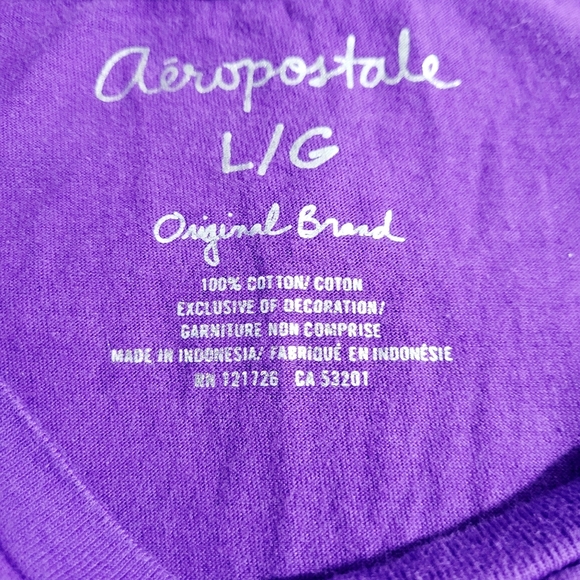 Aéropostale
L/G
Original Brand
100% COTTON/ COTON
EXCLUSIVE OF DECORATION/
GARNITURE NON COMPRISE
MADE IN INDONESIA/ FABRIQUÉ EN INDONÉSIE
RN 121726 CA 53201